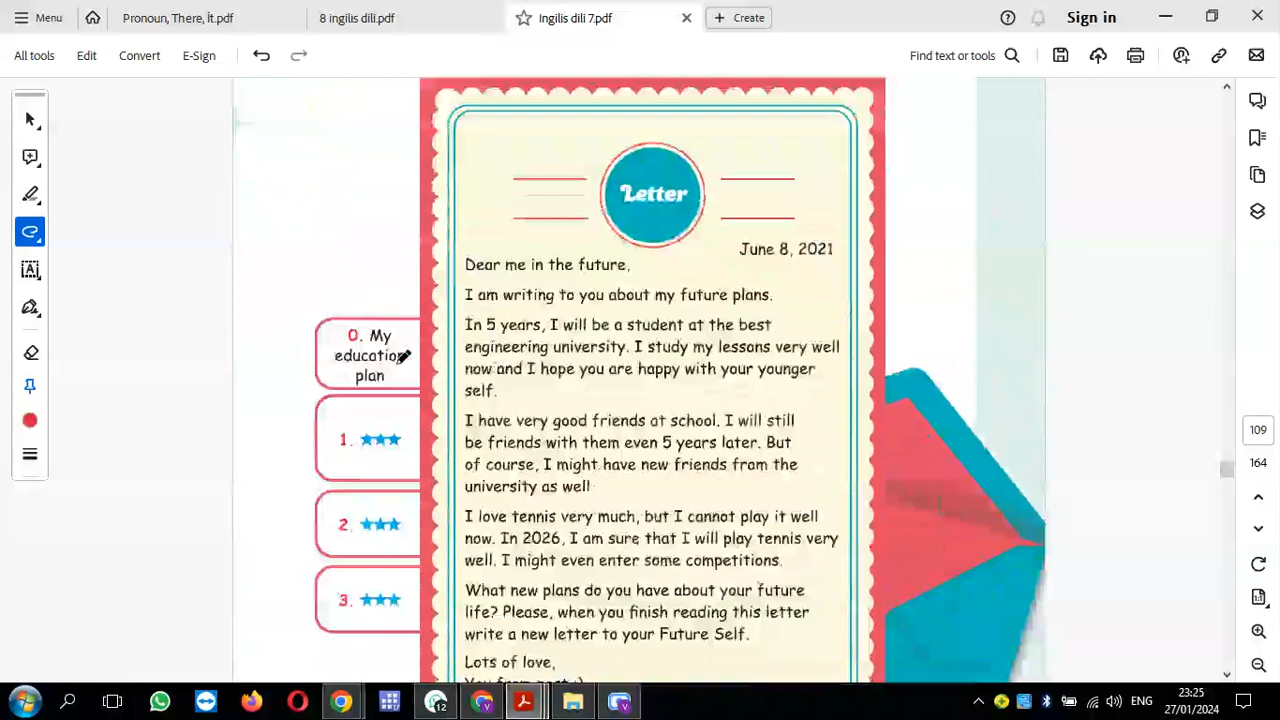 Menu
Pronoun, There, İt.pdf
8 ingilis dili.pdf
Ingilis dili 7.pdf
Create
Sign in
All tools
Edit
Convert
E-Sign
Find text or tools
Letter
June 8, 2021
Dear me in the future,
I am writing to you about my future plans.
In 5 years, I will be a student at the best
engineering university. I study my lessons very well
now and I hope you are happy with your younger
self.
I have very good friends at school. I will still
be friends with them even 5 years later. But
of course, I might have new friends from the
university as well
I love tennis very much, but I cannot play it well
now. In 2026, I am sure that I will play tennis very
well. I might even enter some competitions.
What new plans do you have about your future
life? Please, when you finish reading this letter
write a new letter to your Future Self.
Lots of love,
0. My
education
plan
1. ★★★
2. ★★★
3. ★★★
109
164
12
ENG
23:25
27/01/2024